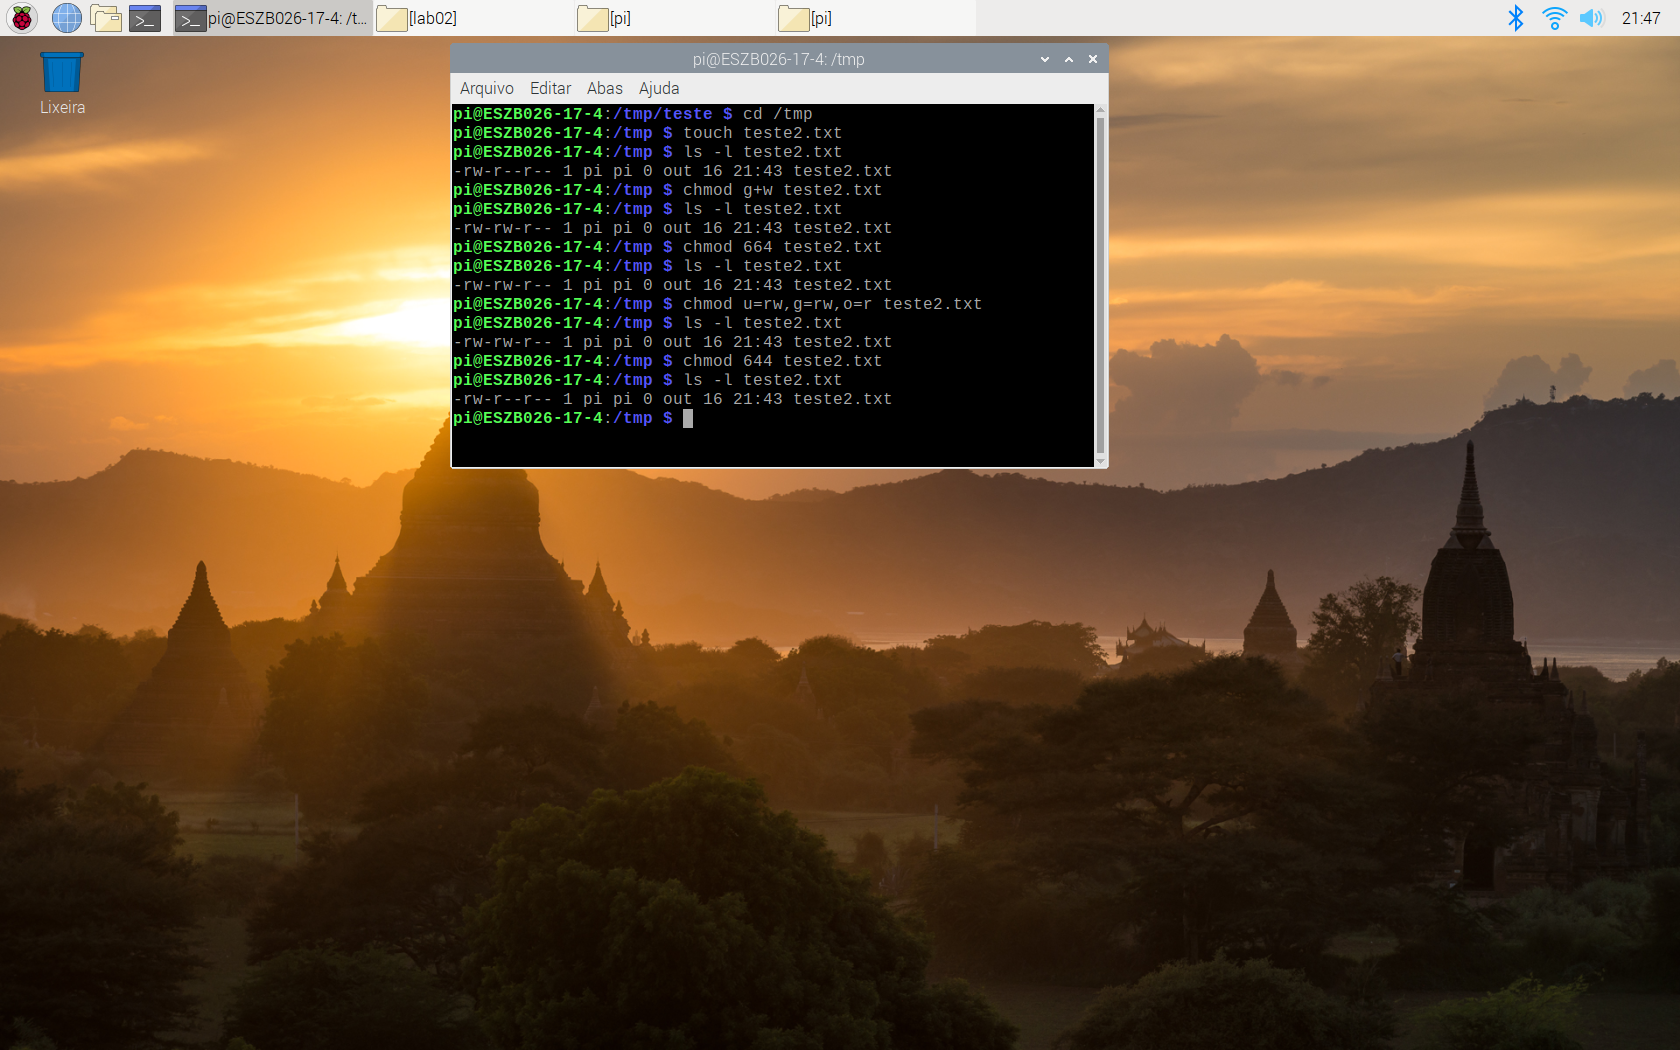 pi@ESZB026-17-4: /t... [lab02] [pi] [pi] 21:47
Lixeira
pi@ESZB026-17-4: /tmp
Arquivo Editar Abas Ajuda
pi@ESZB026-17-4:/tmp/teste $ cd /tmp
pi@ESZB026-17-4:/tmp $ touch teste2.txt
pi@ESZB026-17-4:/tmp $ ls -l teste2.txt
-rw-r--r-- 1 pi pi 0 out 16 21:43 teste2.txt
pi@ESZB026-17-4:/tmp $ chmod g+w teste2.txt
pi@ESZB026-17-4:/tmp $ ls -l teste2.txt
-rw-rw-r-- 1 pi pi 0 out 16 21:43 teste2.txt
pi@ESZB026-17-4:/tmp $ chmod 664 teste2.txt
pi@ESZB026-17-4:/tmp $ ls -l teste2.txt
-rw-rw-r-- 1 pi pi 0 out 16 21:43 teste2.txt
pi@ESZB026-17-4:/tmp $ chmod u=rw,g=rw,o=r teste2.txt
pi@ESZB026-17-4:/tmp $ ls -l teste2.txt
-rw-rw-r-- 1 pi pi 0 out 16 21:43 teste2.txt
pi@ESZB026-17-4:/tmp $ chmod 644 teste2.txt
pi@ESZB026-17-4:/tmp $ ls -l teste2.txt
-rw-r--r-- 1 pi pi 0 out 16 21:43 teste2.txt
pi@ESZB026-17-4:/tmp $